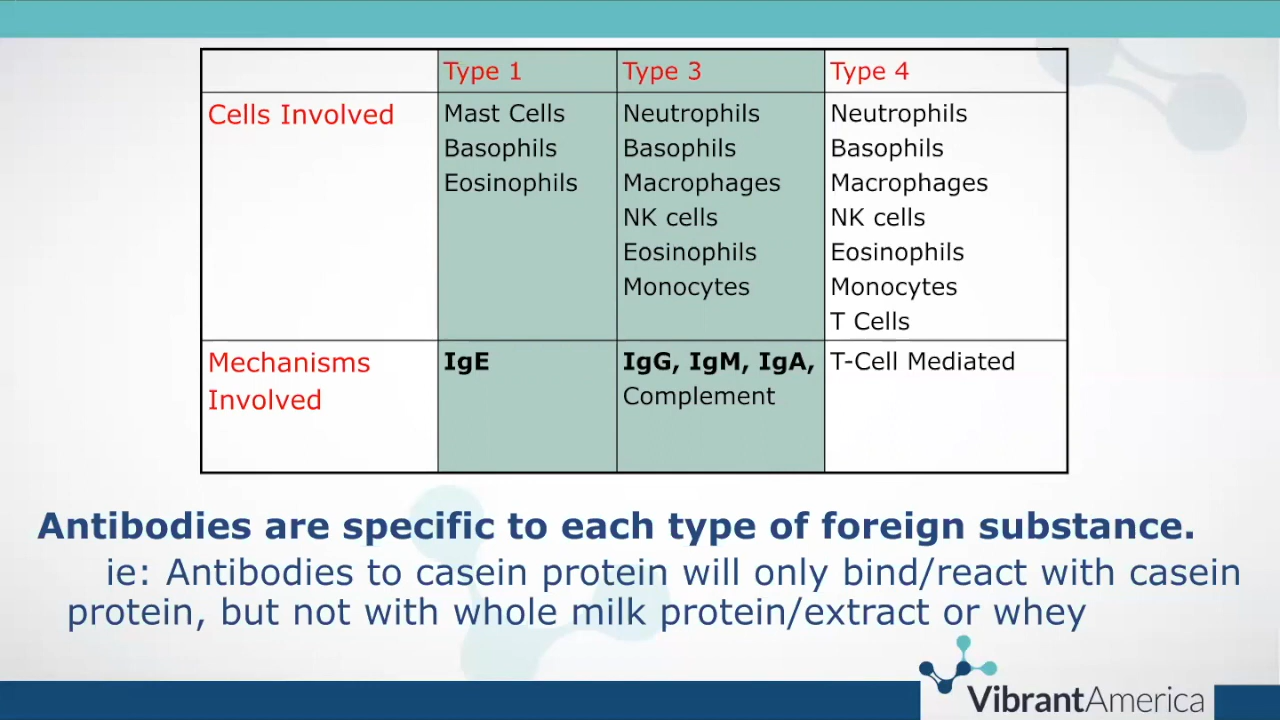 Type 1 Type 3 Type 4
Cells Involved Mast Cells Neutrophils Neutrophils
Basophils Basophils Basophils
Eosinophils Macrophages Macrophages
NK cells NK cells
Eosinophils Eosinophils
Monocytes Monocytes
T Cells
Mechanisms IgE IgG, IgM, IgA, T-Cell Mediated
Involved Complement
Antibodies are specific to each type of foreign substance.
ie: Antibodies to casein protein will only bind/react with casein
protein, but not with whole milk protein/extract or whey
VibrantAmerica